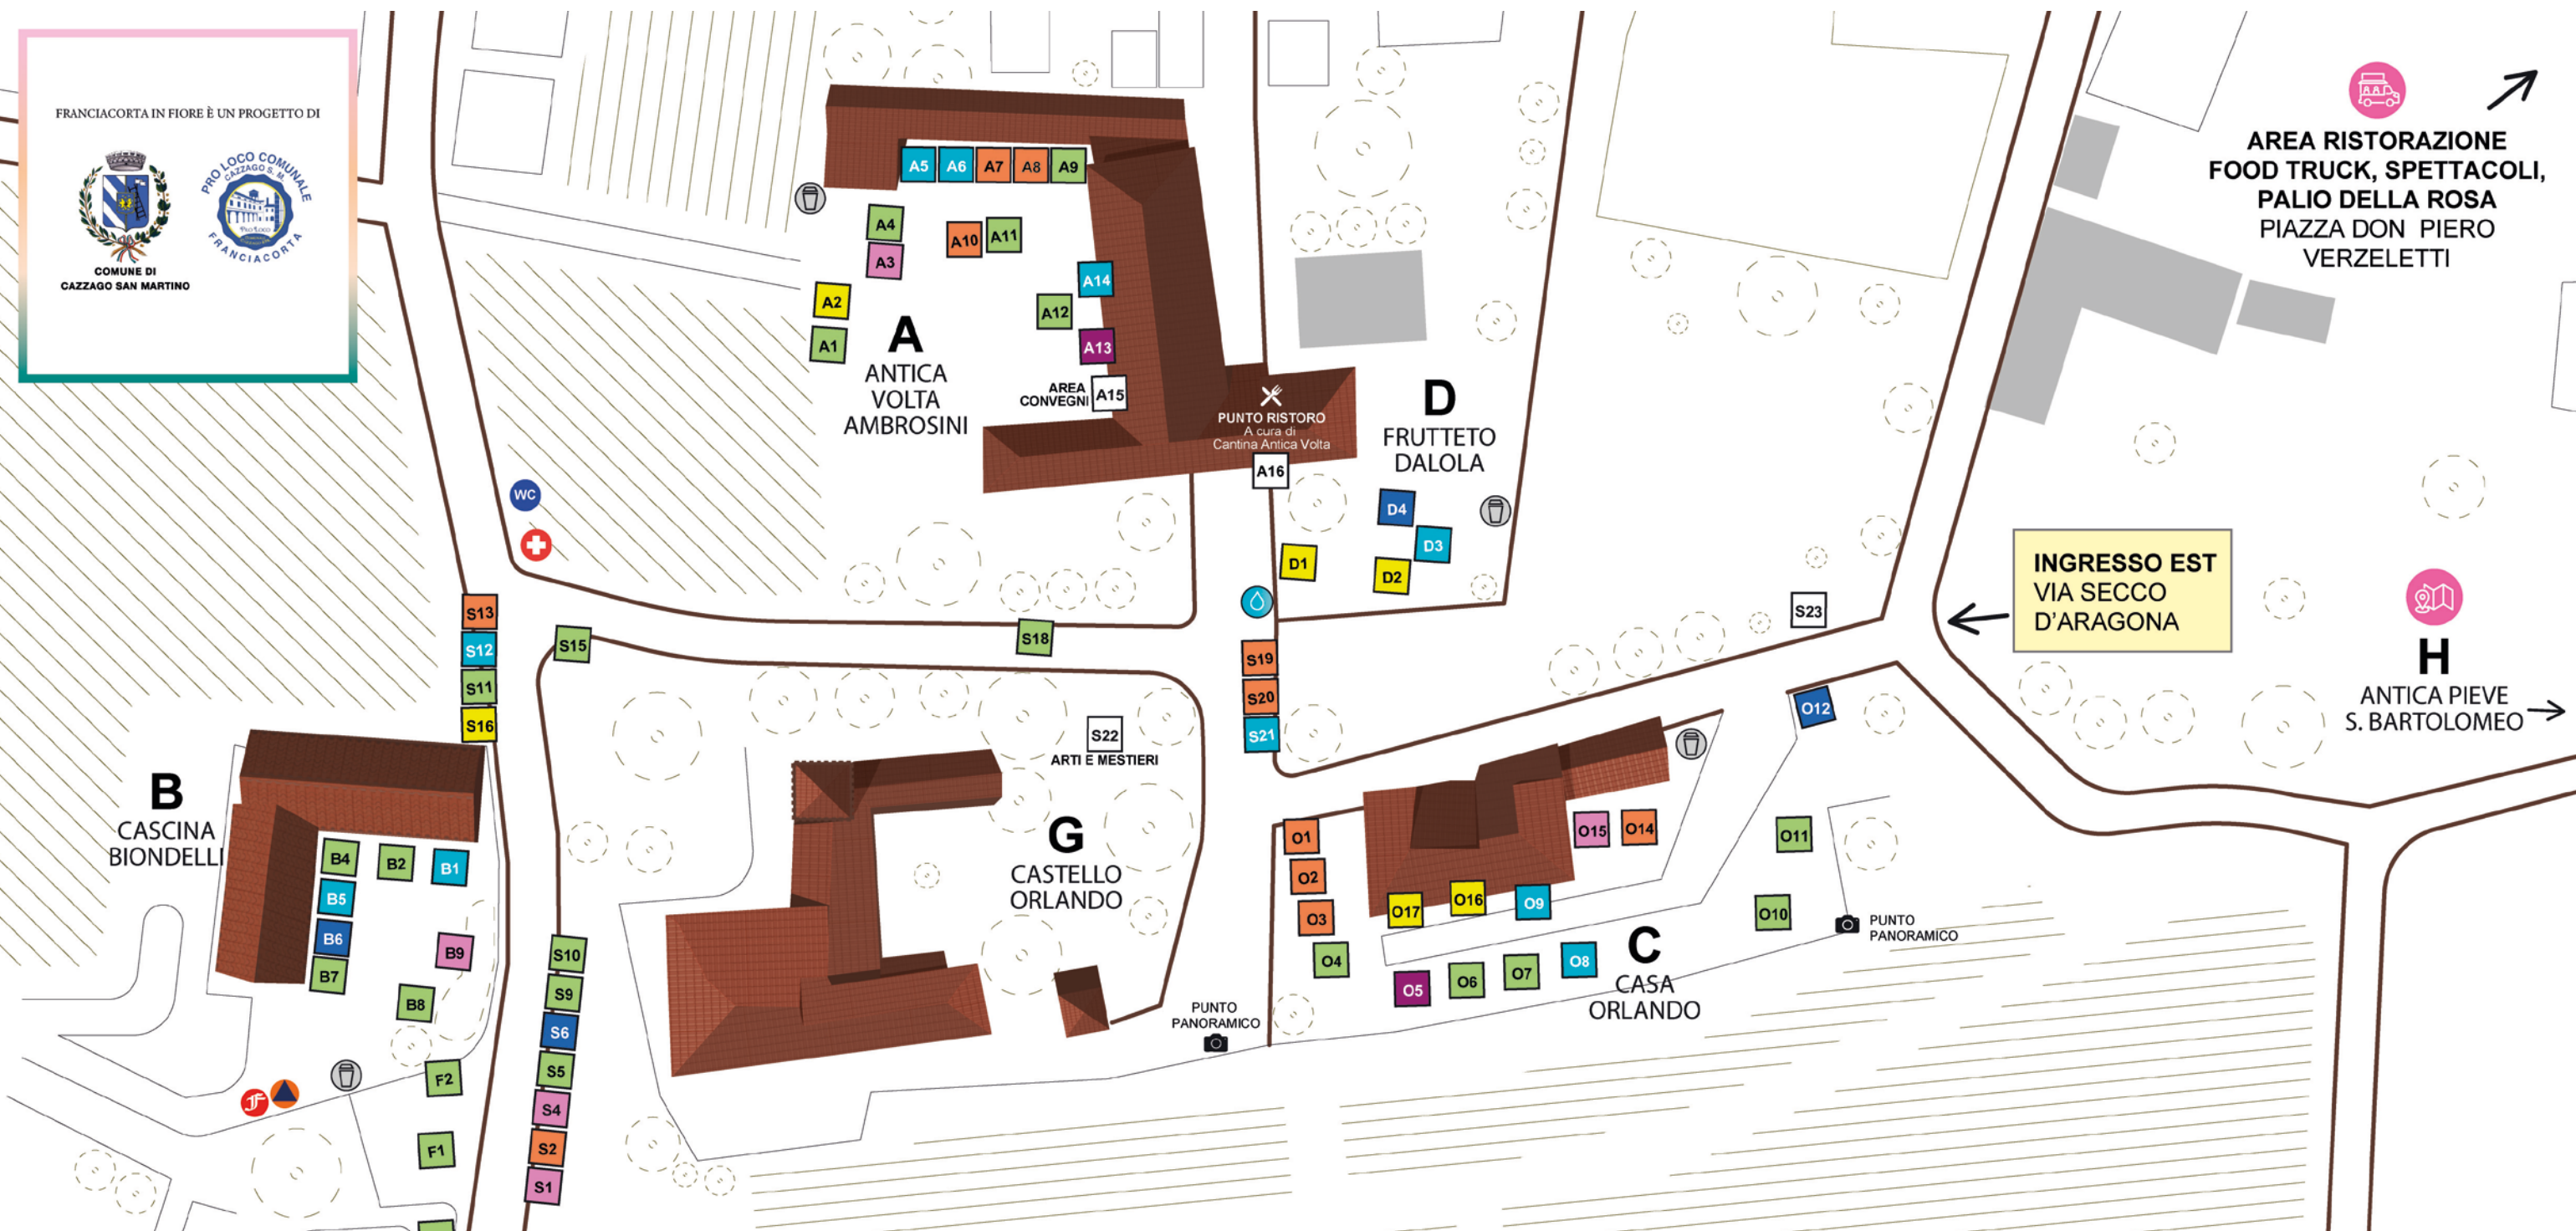 FRANCIACORTA IN FIORE È UN PROGETTO DI
COMUNE DI
CAZZAGO SAN MARTINO
PRO LOCO COMUNALE
CAZZAGO S. M.
PRO LOCO
FRANCIACORTA
A5 A6 A7 A8 A9
A4
A3
A10 A11
A2
A1
A14
A12
A13
A
ANTICA
VOLTA
AMBROSINI
AREA
CONVEGNI
A15
PUNTO RISTORO
A cura di
Cantina Antica Volta
A16
D
FRUTTETO
DALOLA
D4
D3
D1
D2
AREA RISTORAZIONE
FOOD TRUCK, SPETTACOLI,
PALIO DELLA ROSA
PIAZZA DON PIERO
VERZELETTI
INGRESSO EST
VIA SECCO
D'ARAGONA
H
ANTICA PIEVE
S. BARTOLOMEO
WC
S13
S12
S11
S16
S15
S18
S19
S20
S21
S22
ARTI E MESTIERI
S23
B
CASCINA
BIONDELLI
B4 B2 B1
B5
B6
B7
B9
B8
F2
F1
JF
S10
S9
S6
S5
S4
S2
S1
G
CASTELLO
ORLANDO
PUNTO
PANORAMICO
O1
O2
O3
O4
O17 O16 O9
O15 O14
O5 O6 O7 O8
C
CASA
ORLANDO
O12
O11
O10
PUNTO
PANORAMICO